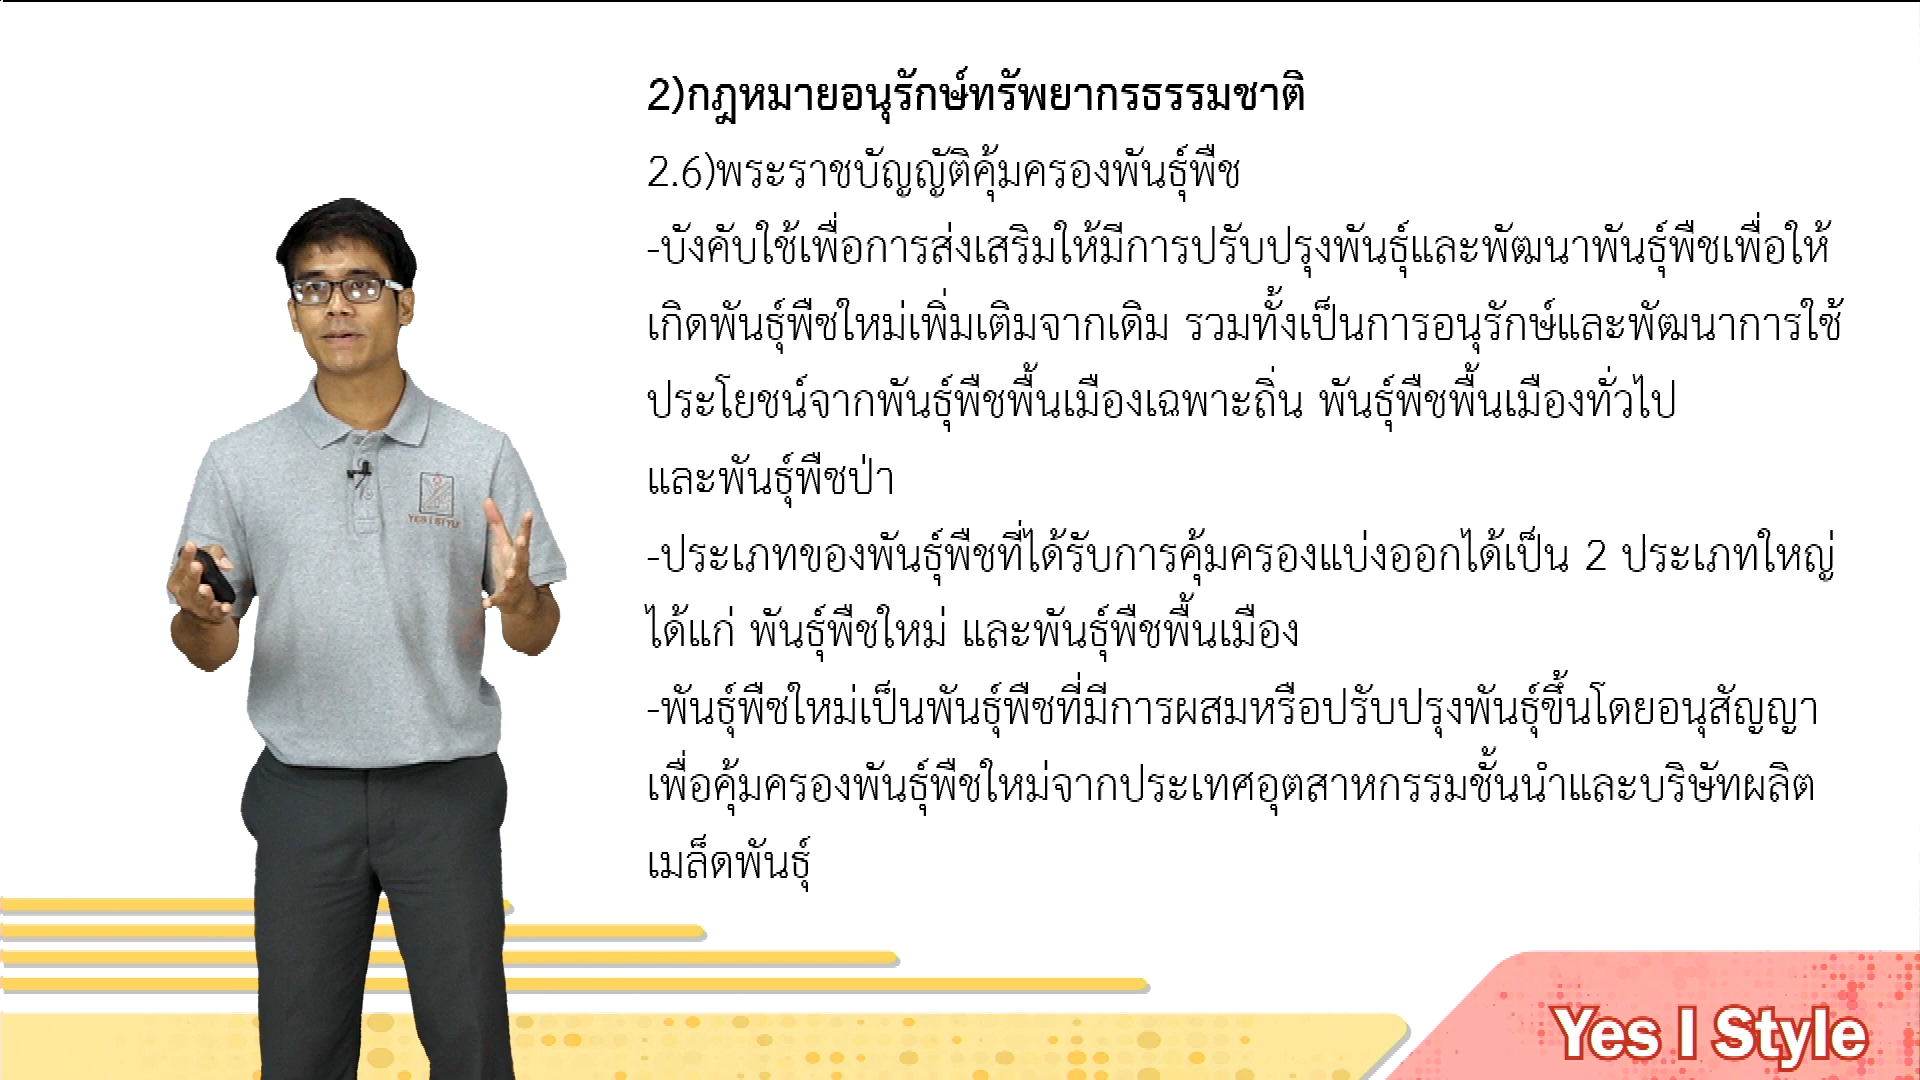 2)กฎหมายอนุรักษ์ทรัพยากรธรรมชาติ
2.6)พระราชบัญญัติคุ้มครองพันธุ์พืช
-บังคับใช้เพื่อการส่งเสริมให้มีการปรับปรุงพันธุ์และพัฒนาพันธุ์พืชเพื่อให้
เกิดพันธุ์พืชใหม่เพิ่มเติมจากเดิม รวมทั้งเป็นการอนุรักษ์และพัฒนาการใช้
ประโยชน์จากพันธุ์พืชพื้นเมืองเฉพาะถิ่น พันธุ์พืชพื้นเมืองทั่วไป
และพันธุ์พืชป่า
-ประเภทของพันธุ์พืชที่ได้รับการคุ้มครองแบ่งออกได้เป็น 2 ประเภทใหญ่
ได้แก่ พันธุ์พืชใหม่ และพันธุ์พืชพื้นเมือง
-พันธุ์พืชใหม่เป็นพันธุ์พืชที่มีการผสมหรือปรับปรุงพันธุ์ขึ้นโดยอนุสัญญา
เพื่อคุ้มครองพันธุ์พืชใหม่จากประเทศอุตสาหกรรมชั้นนำและบริษัทผลิต
เมล็ดพันธุ์
YES I STYLE
Yes I Style